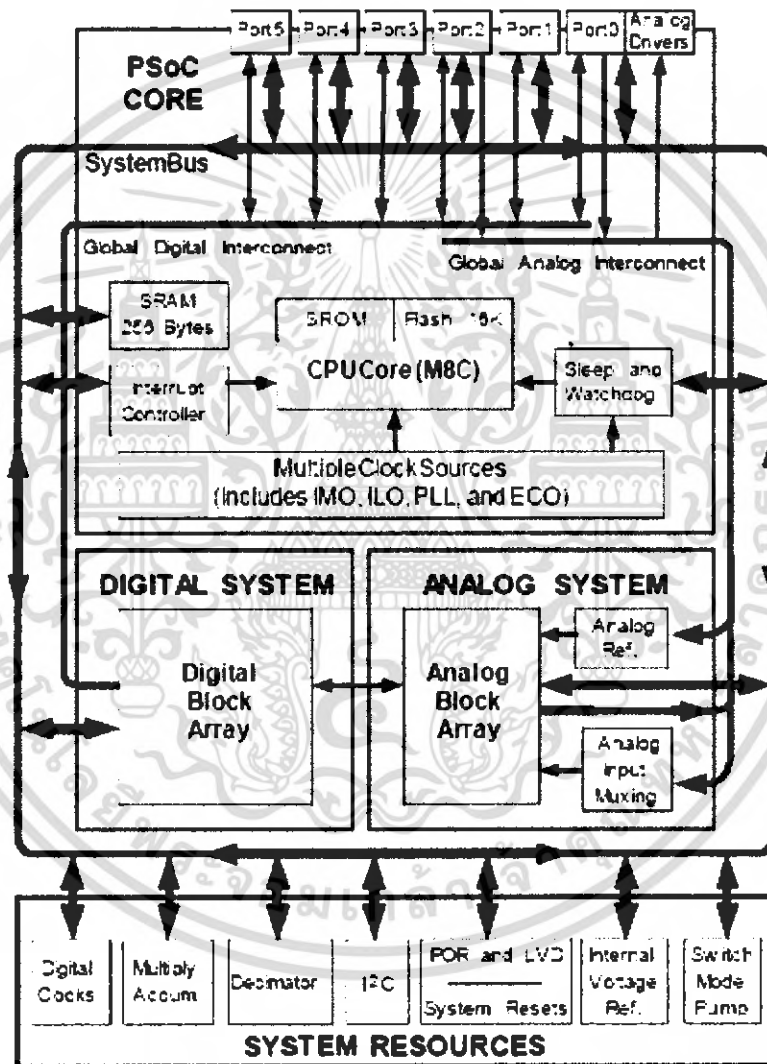 Port 5 Port 4 Port 3 Port 2 Port 1 Port 0 Analog Drivers
PSoC
CORE
SystemBus
Global Digital Interconnect
Global Analog Interconnect
SRAM
256 Bytes
SROM Flash 16K
CPU Core (M8C)
Interrupt
Controller
Sleep and
Watchdog
Multiple Clock Sources
(Includes IMO, ILO, PLL, and ECO)
DIGITAL SYSTEM
ANALOG SYSTEM
Digital
Block
Array
Analog
Block
Array
Analog
Ref.
Analog
Input
Muxing
Digital
Clocks
Multiply
Accum.
Decimator
I²C
POR and LVD
System Resets
Internal
Voltage
Ref.
Switch
Mode
Pump
SYSTEM RESOURCES